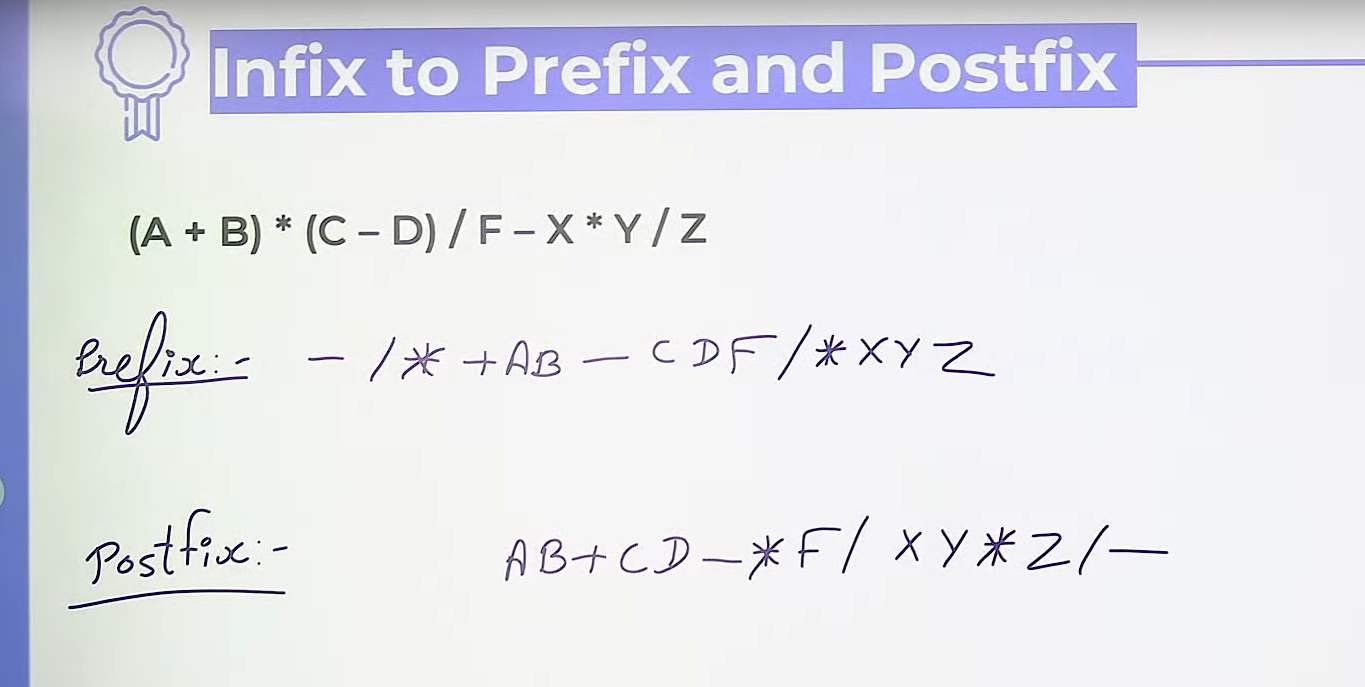 Infix to Prefix and Postfix
(A + B) * (C – D) / F – X * Y / Z
Prefix:- – /* +AB – CDF/*XYZ
Postfix:- AB+CD–*F/ XY*Z/–